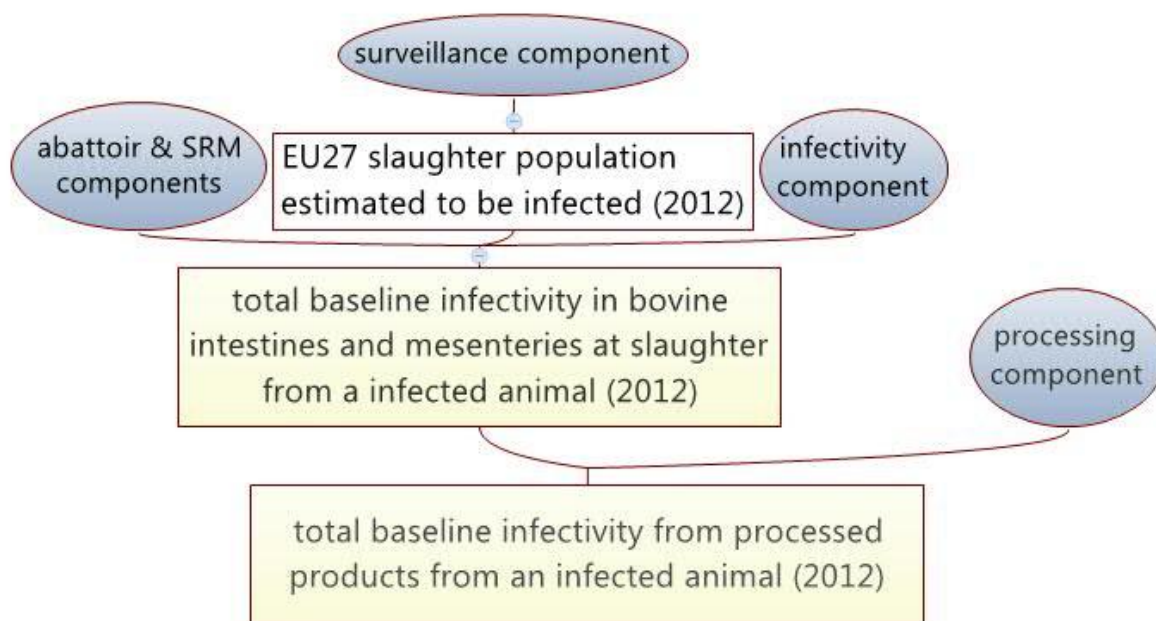 surveillance component
abattoir & SRM
components
EU27 slaughter population
estimated to be infected (2012)
infectivity
component
total baseline infectivity in bovine
intestines and mesenteries at slaughter
from a infected animal (2012)
processing
component
total baseline infectivity from processed
products from an infected animal (2012)